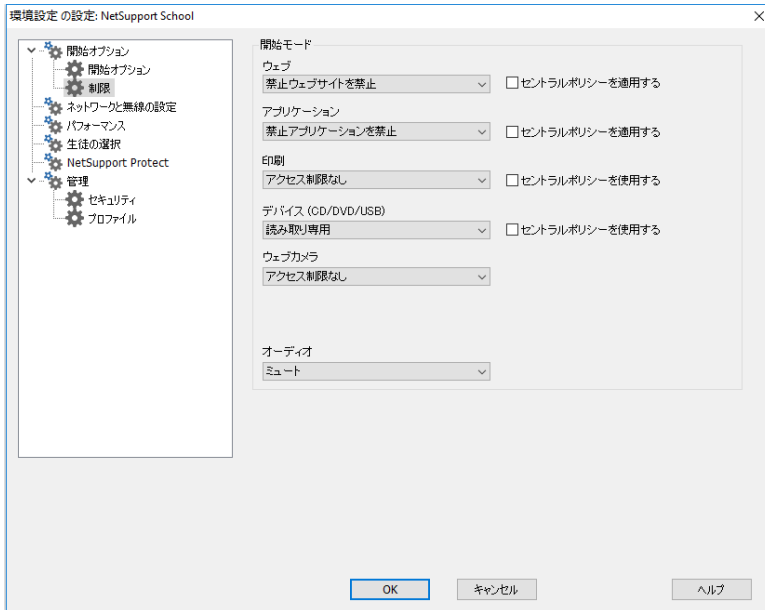 環境設定 の設定: NetSupport School
開始オプション
開始オプション
制限
ネットワークと無線の設定
パフォーマンス
生徒の選択
NetSupport Protect
管理
セキュリティ
プロファイル
開始モード
ウェブ
禁止ウェブサイトを禁止
セントラルポリシーを適用する
アプリケーション
禁止アプリケーションを禁止
セントラルポリシーを適用する
印刷
アクセス制限なし
セントラルポリシーを使用する
デバイス (CD/DVD/USB)
読み取り専用
セントラルポリシーを使用する
ウェブカメラ
アクセス制限なし
オーディオ
ミュート
OK
キャンセル
ヘルプ